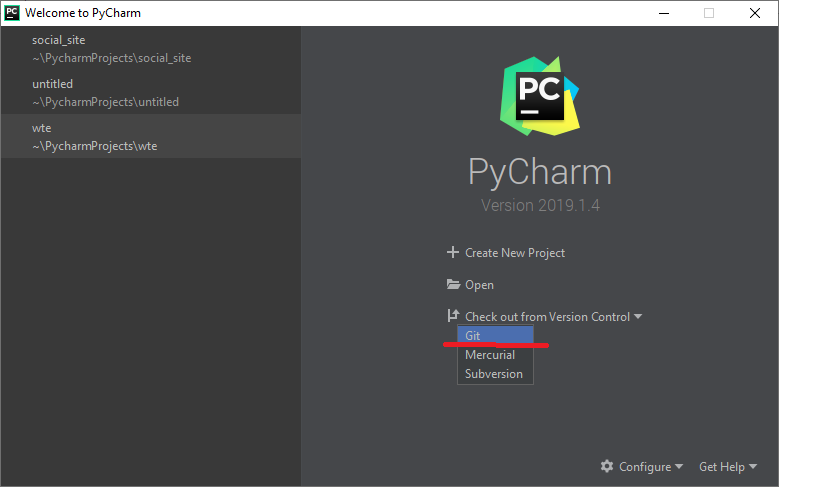 PC Welcome to PyCharm
social_site
~\PycharmProjects\social_site
untitled
~\PycharmProjects\untitled
wte
~\PycharmProjects\wte
PC
PyCharm
Version 2019.1.4
Create New Project
Open
Check out from Version Control
Git
Mercurial
Subversion
Configure
Get Help